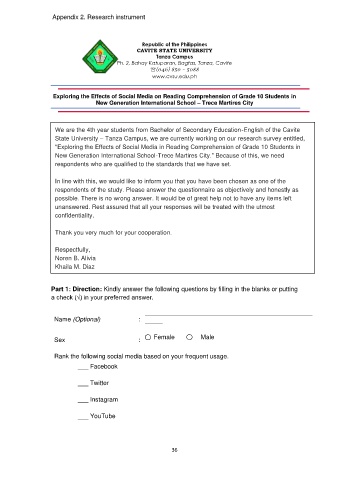 Appendix 2. Research instrument
Republic of the Philippines
CAVITE STATE UNIVERSITY
Tanza Campus
Ph. 2, Bahay Katuparan, Bagtas, Tanza, Cavite
www.cvsu.edu.ph
Exploring the Effects of Social Media on Reading Comprehension of Grade 10 Students in
New Generation International School – Trece Martires City
We are the 4th year students from Bachelor of Secondary Education-English of the Cavite
State University – Tanza Campus, we are currently working on our research survey entitled,
"Exploring the Effects of Social Media in Reading Comprehension of Grade 10 Students in
New Generation International School-Trece Martires City." Because of this, we need
respondents who are qualified to the standards that we have set.
In line with this, we would like to inform you that you have been chosen as one of the
respondents of the study. Please answer the questionnaire as objectively and honestly as
possible. There is no wrong answer. It would be of great help not to have any items left
unanswered. Rest assured that all your responses will be treated with the utmost
confidentiality.
Thank you very much for your cooperation.
Respectfully,
Noren B. Alivia
Khaila M. Diaz
Part 1: Direction: Kindly answer the following questions by filling in the blanks or putting
a check (√) in your preferred answer.
Name (Optional) : _____
Sex : Female Male
Rank the following social media based on your frequent usage.
___ Facebook
___ Twitter
___ Instagram
___ YouTube
36